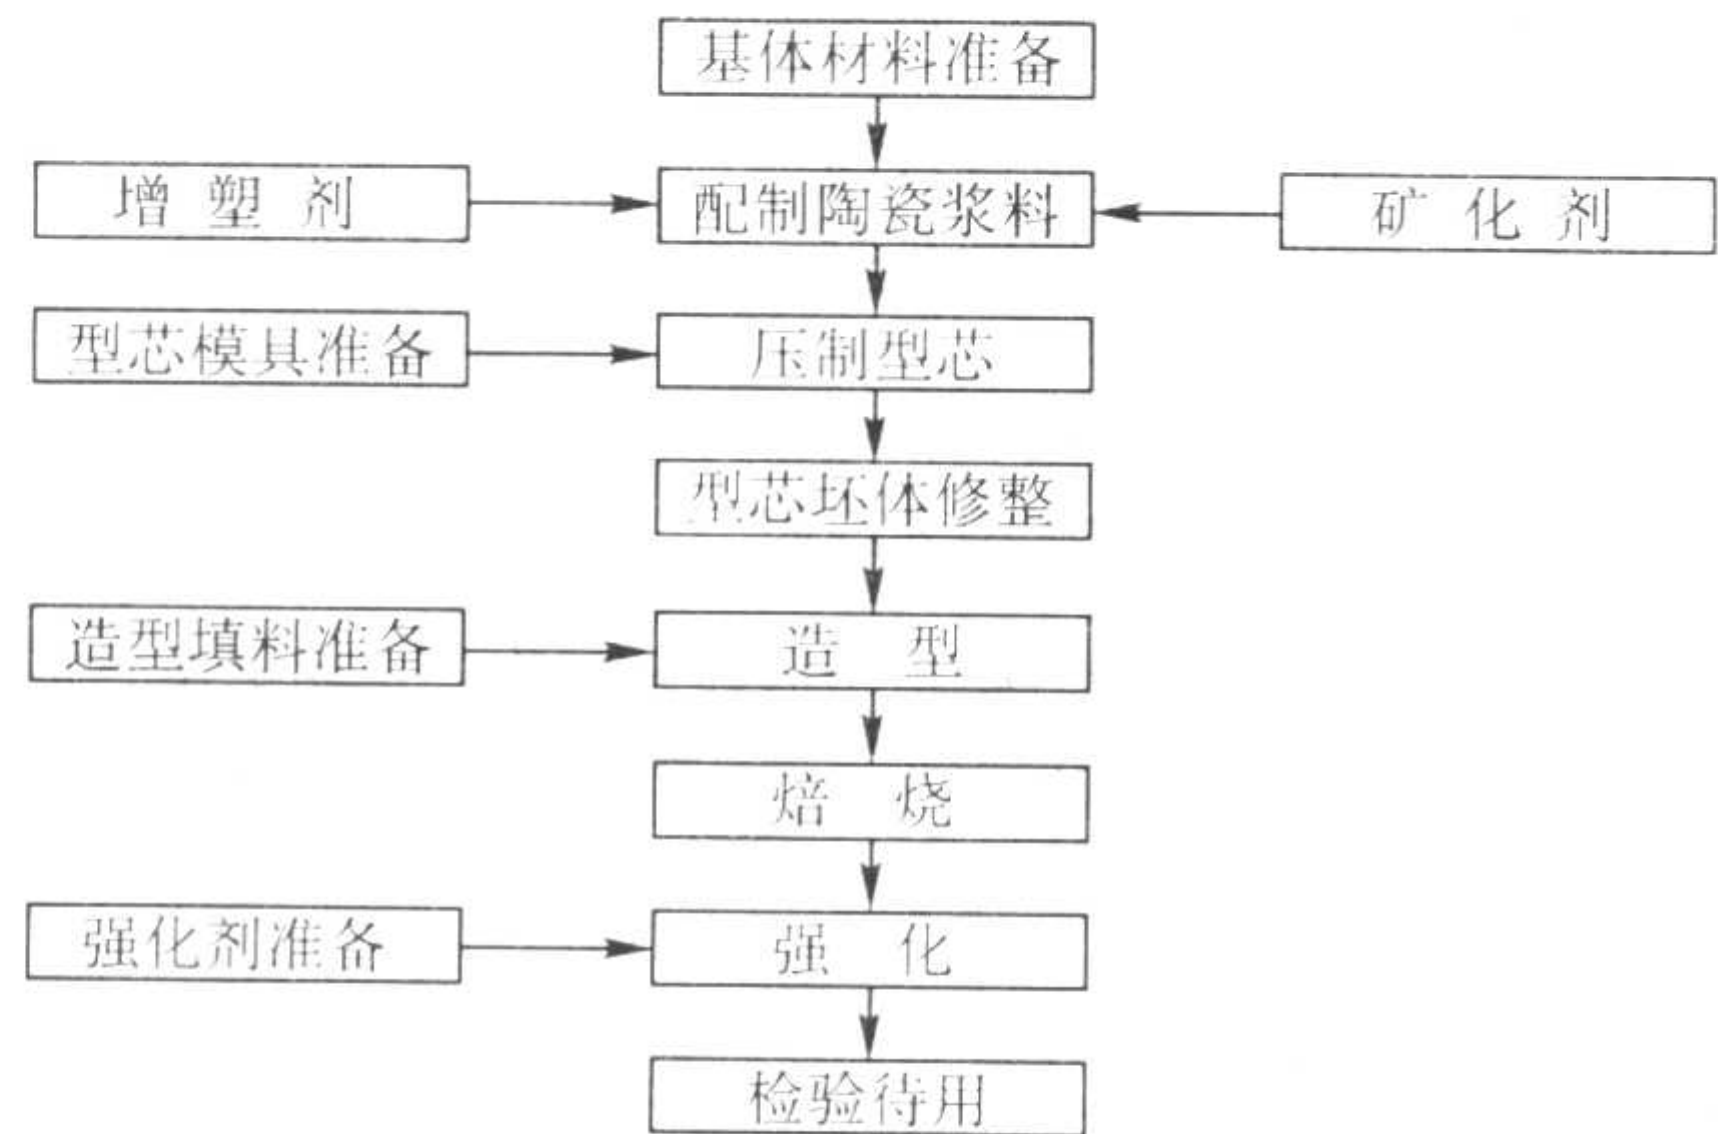 基体材料准备
增塑剂
配制陶瓷浆料
矿化剂
型芯模具准备
压制型芯
型芯坯体修整
造型填料准备
造型
焙烧
强化剂准备
强化
检验待用